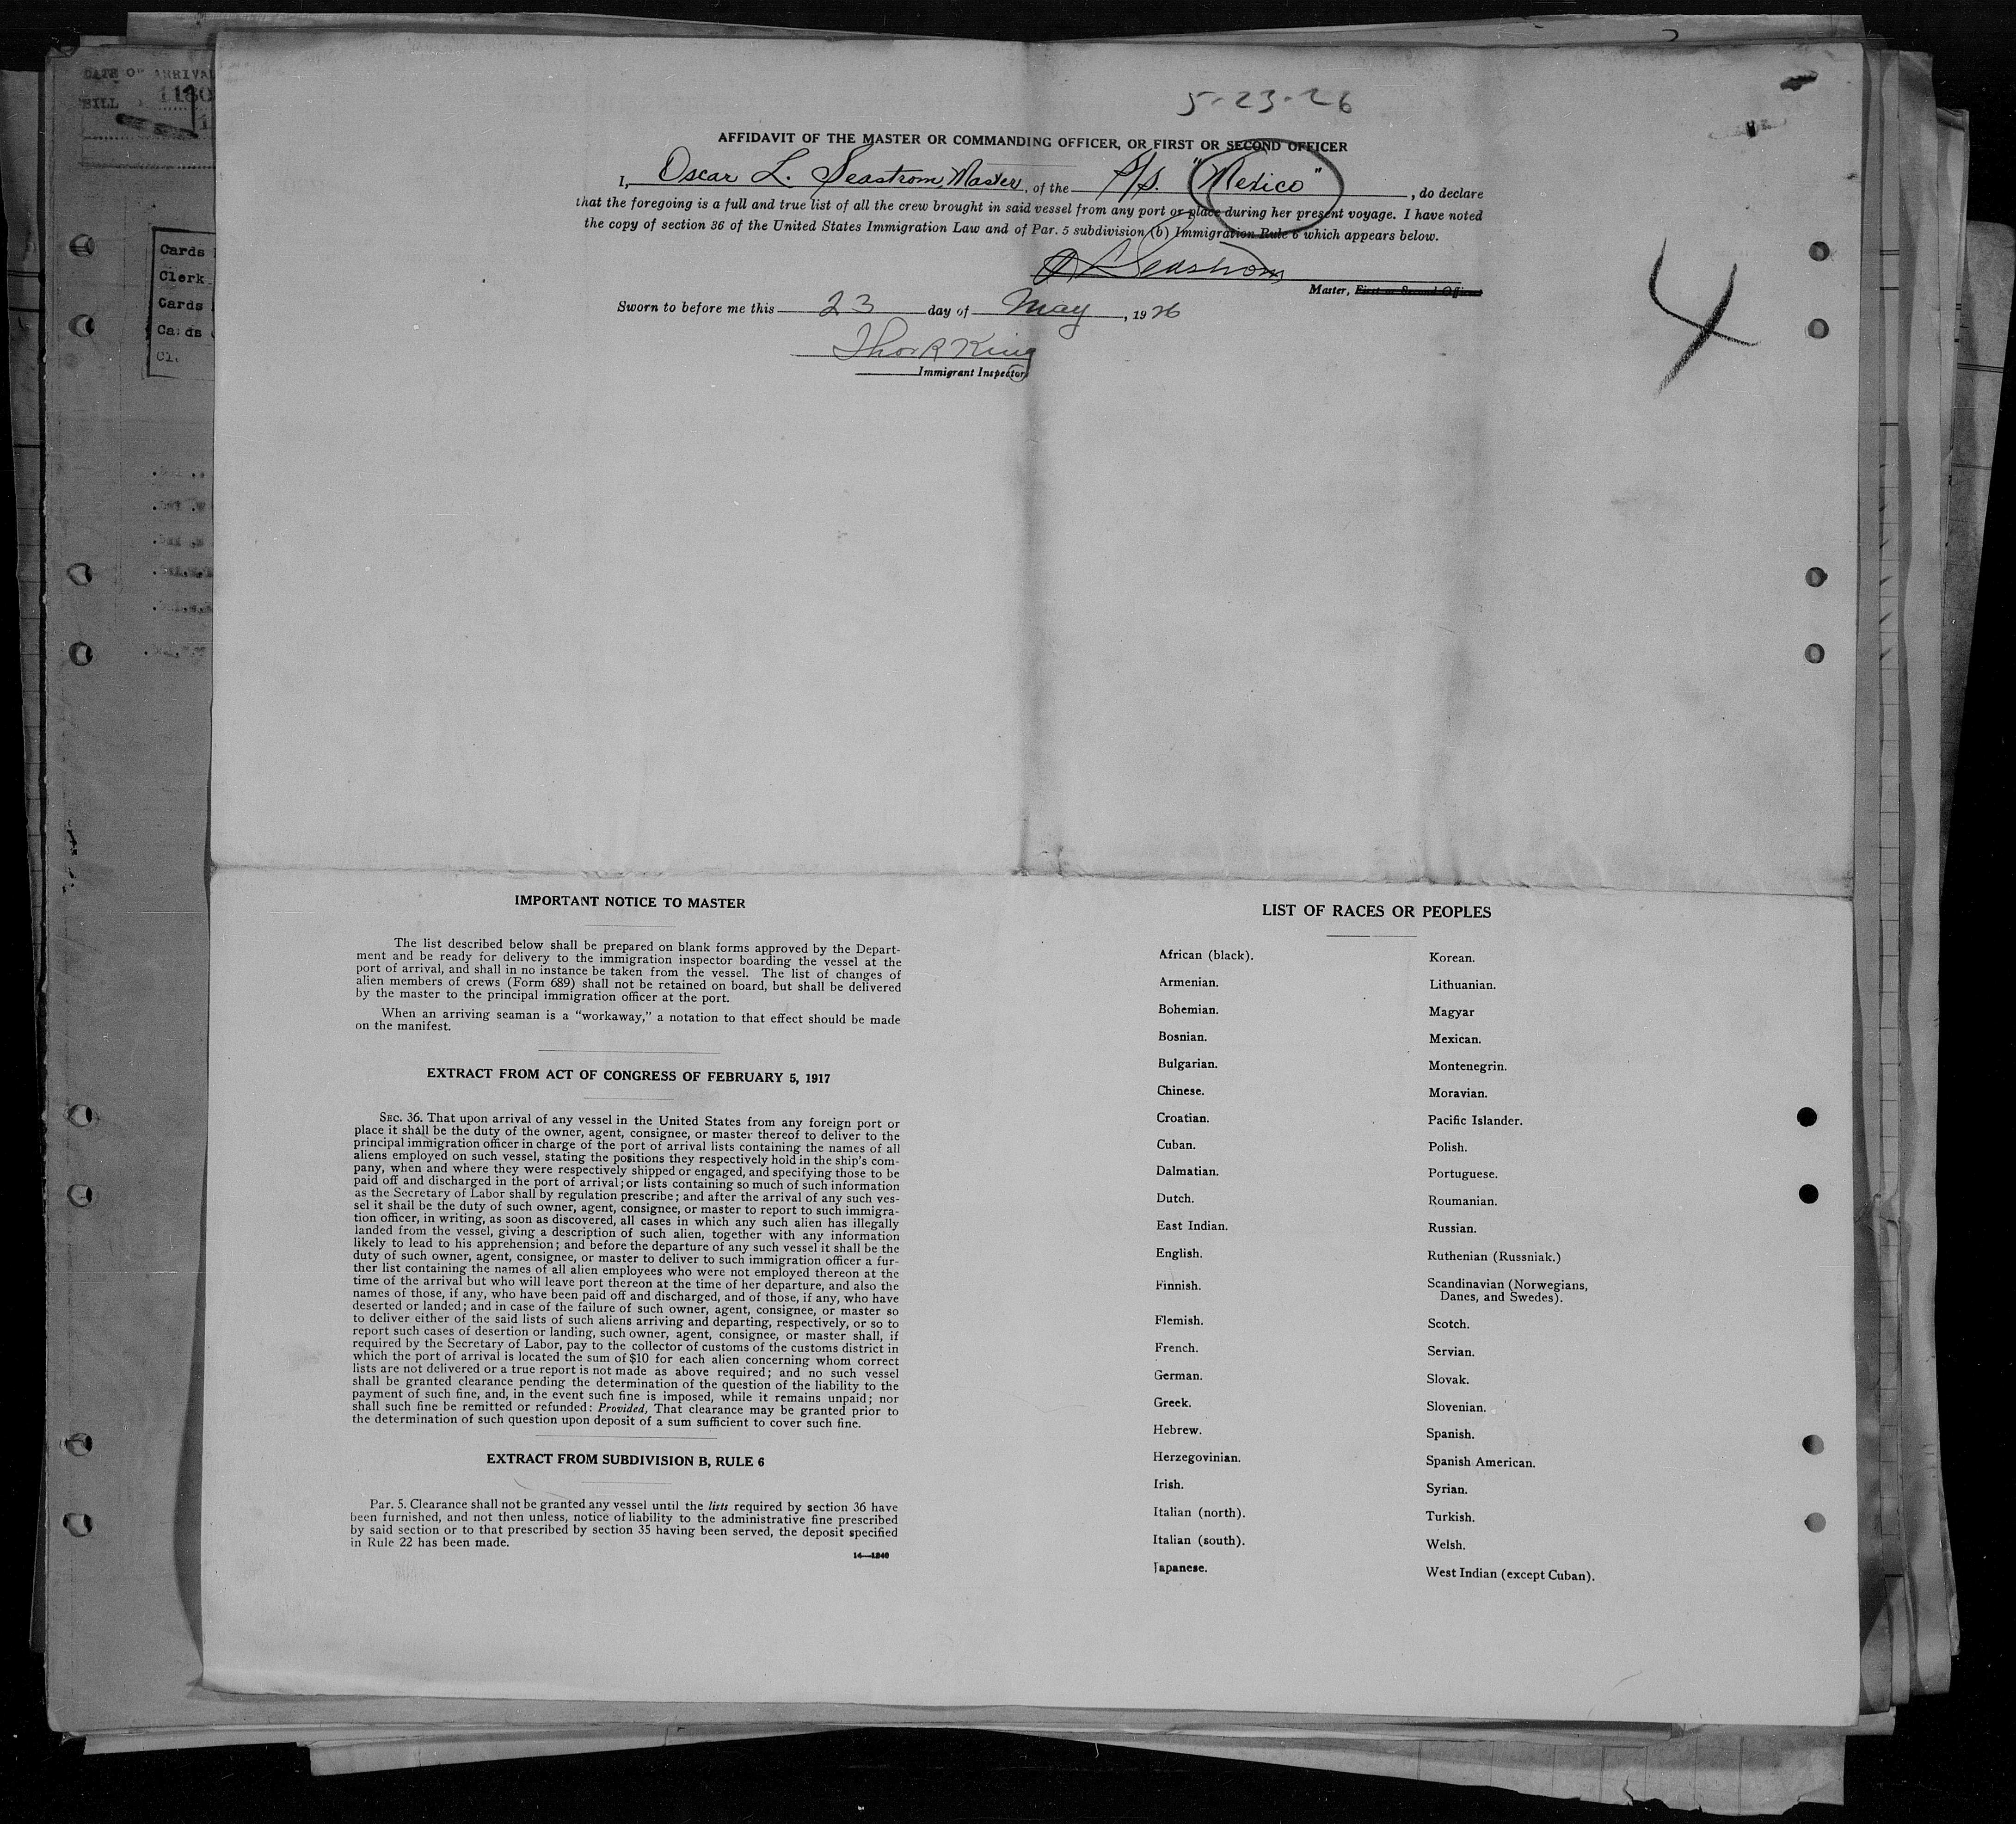 DATE OF ARRIVAL
BILL
1180
5-23-26
AFFIDAVIT OF THE MASTER OR COMMANDING OFFICER, OR FIRST OR SECOND OFFICER
I, Oscar L. Seastrom, Master, of the S/S. "Mexico", do declare
that the foregoing is a full and true list of all the crew brought in said vessel from any port or place during her present voyage. I have noted
the copy of section 36 of the United States Immigration Law and of Par. 5 subdivision (b) Immigration Rule 6 which appears below.
O L Seastrom
Master, First or Second Officer
Sworn to before me this 23 day of May, 1926
Immigrant Inspector
4
Cards
Clerk
Cards
Cards
Cl.
IMPORTANT NOTICE TO MASTER
The list described below shall be prepared on blank forms approved by the Depart-
ment and be ready for delivery to the immigration inspector boarding the vessel at the
port of arrival, and shall in no instance be taken from the vessel. The list of changes of
alien members of crews (Form 689) shall not be retained on board, but shall be delivered
by the master to the principal immigration officer at the port.
When an arriving seaman is a "workaway," a notation to that effect should be made
on the manifest.
EXTRACT FROM ACT OF CONGRESS OF FEBRUARY 5, 1917
SEC. 36. That upon arrival of any vessel in the United States from any foreign port or
place it shall be the duty of the owner, agent, consignee, or master thereof to deliver to the
principal immigration officer in charge of the port of arrival lists containing the names of all
aliens employed on such vessel, stating the positions they respectively hold in the ship's com-
pany, when and where they were respectively shipped or engaged, and specifying those to be
paid off and discharged in the port of arrival; or lists containing so much of such information
as the Secretary of Labor shall by regulation prescribe; and after the arrival of any such ves-
sel it shall be the duty of such owner, agent, consignee, or master to report to such immigra-
tion officer, in writing, as soon as discovered, all cases in which any such alien has illegally
landed from the vessel, giving a description of such alien, together with any information
likely to lead to his apprehension; and before the departure of any such vessel it shall be the
duty of such owner, agent, consignee, or master to deliver to such immigration officer a fur-
ther list containing the names of all alien employees who were not employed thereon at the
time of the arrival but who will leave port thereon at the time of her departure, and also the
names of those, if any, who have been paid off and discharged, and of those, if any, who have
deserted or landed; and in case of the failure of such owner, agent, consignee, or master so
to deliver either of the said lists of such aliens arriving and departing, respectively, or so to
report such cases of desertion or landing, such owner, agent, consignee, or master shall, if
required by the Secretary of Labor, pay to the collector of customs of the customs district in
which the port of arrival is located the sum of $10 for each alien concerning whom correct
lists are not delivered or a true report is not made as above required; and no such vessel
shall be granted clearance pending the determination of the question of the liability to the
payment of such fine, and, in the event such fine is imposed, while it remains unpaid; nor
shall such fine be remitted or refunded: Provided, That clearance may be granted prior to
the determination of such question upon deposit of a sum sufficient to cover such fine.
EXTRACT FROM SUBDIVISION B, RULE 6
Par. 5. Clearance shall not be granted any vessel until the lists required by section 36 have
been furnished, and not then unless, notice of liability to the administrative fine prescribed
by said section or to that prescribed by section 35 having been served, the deposit specified
in Rule 22 has been made.
14—1240
LIST OF RACES OR PEOPLES
African (black).
Armenian.
Bohemian.
Bosnian.
Bulgarian.
Chinese.
Croatian.
Cuban.
Dalmatian.
Dutch.
East Indian.
English.
Finnish.
Flemish.
French.
German.
Greek.
Hebrew.
Herzegovinian.
Irish.
Italian (north).
Italian (south).
Japanese.
Korean.
Lithuanian.
Magyar
Mexican.
Montenegrin.
Moravian.
Pacific Islander.
Polish.
Portuguese.
Roumanian.
Russian.
Ruthenian (Russniak.)
Scandinavian (Norwegians,
Danes, and Swedes).
Scotch.
Servian.
Slovak.
Slovenian.
Spanish.
Spanish American.
Syrian.
Turkish.
Welsh.
West Indian (except Cuban).